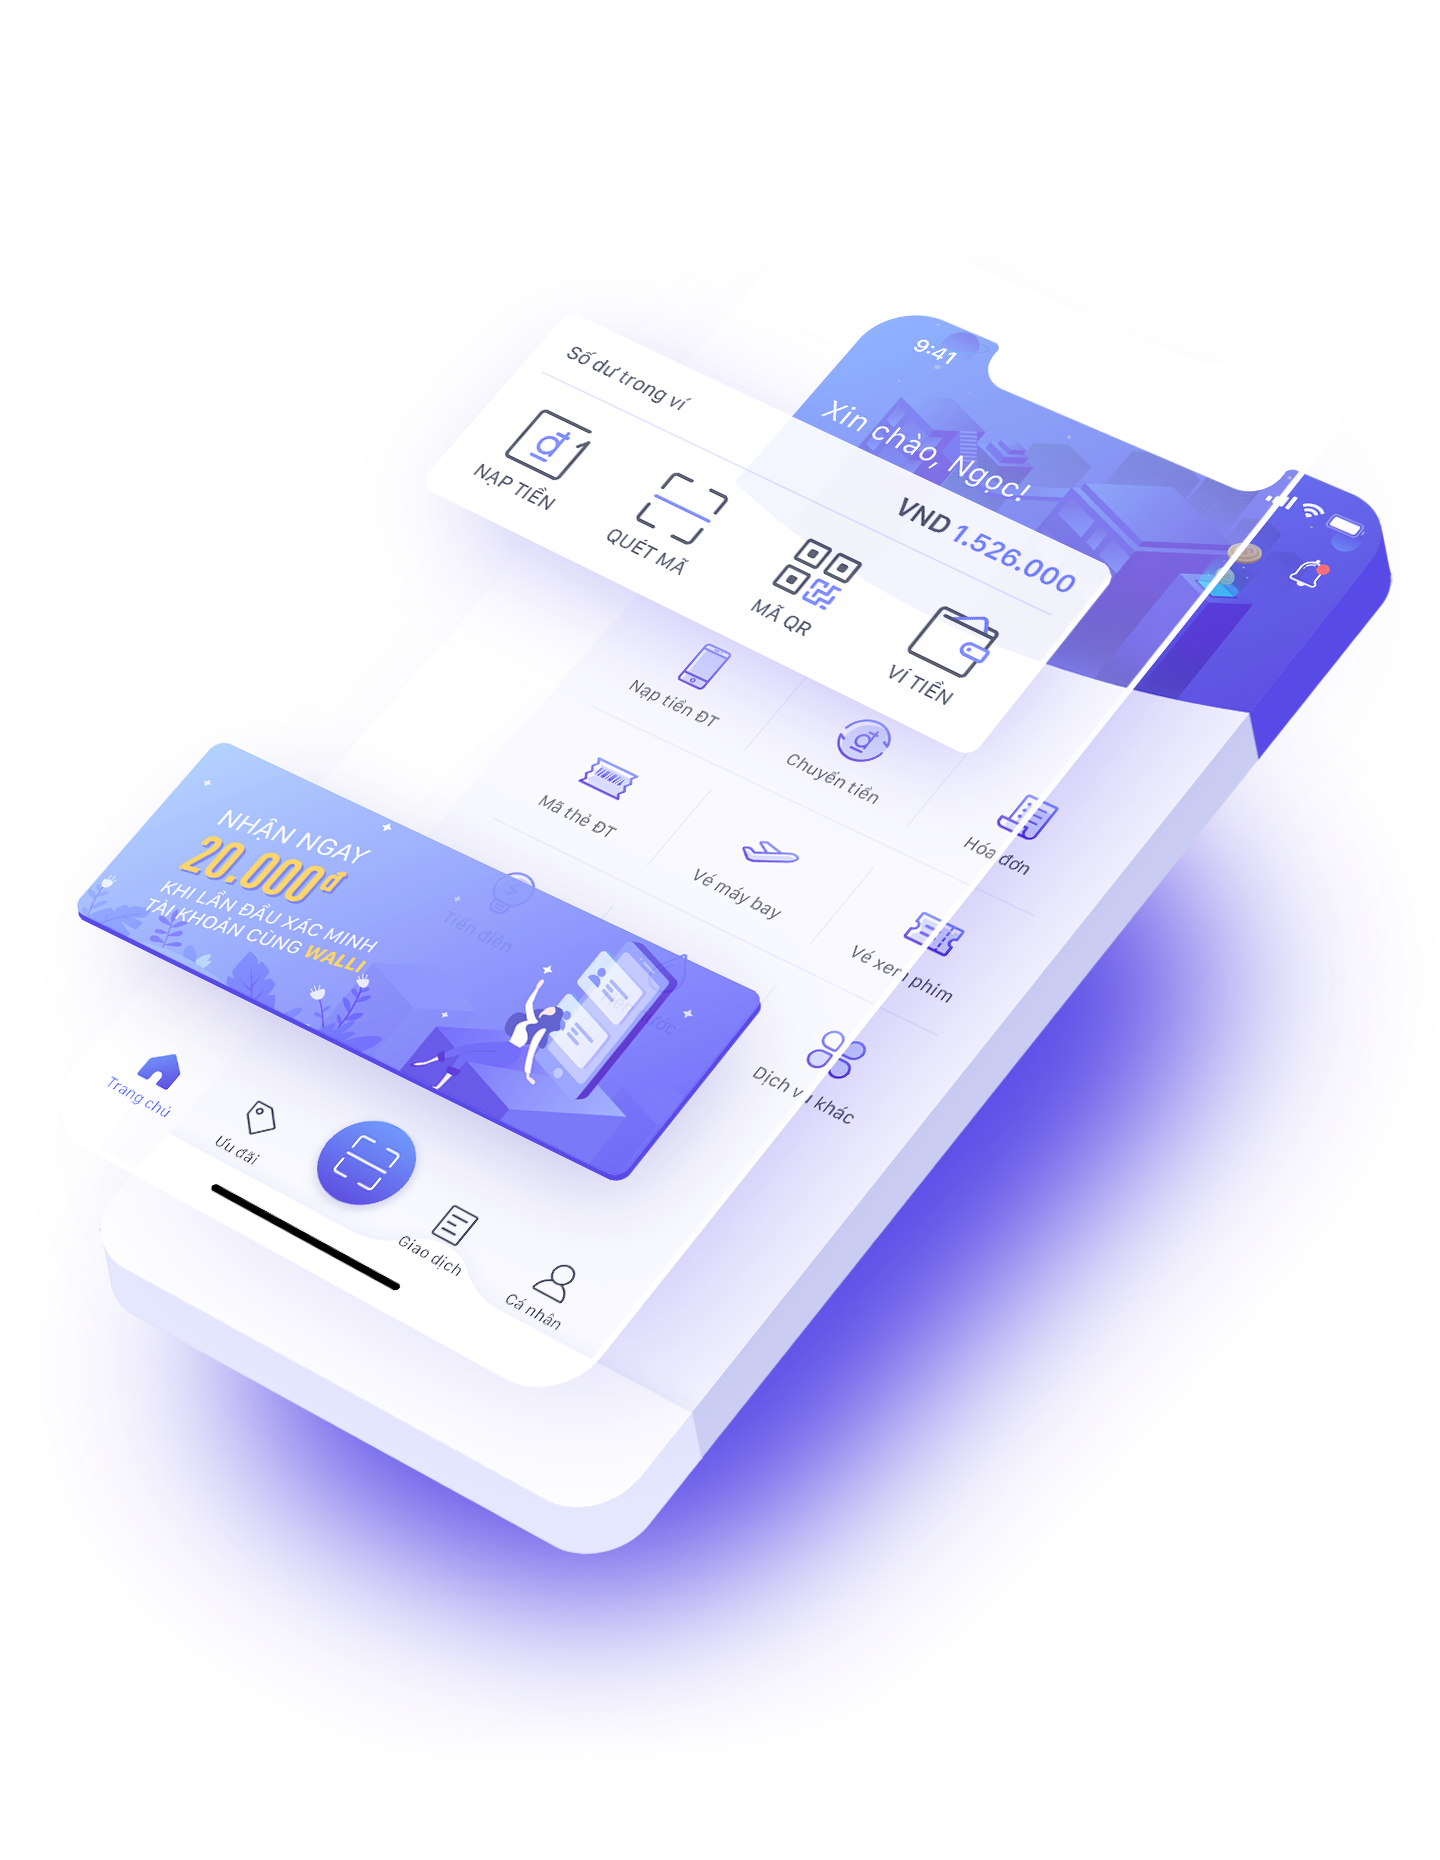 9:41
Xin chào, Ngọc!
Số dư trong ví
VND 1.526.000
NẠP TIỀN
QUÉT MÃ
MÃ QR
VÍ TIỀN
Nạp tiền ĐT
Chuyển tiền
Hóa đơn
Mã thẻ ĐT
Vé máy bay
Vé xem phim
Tiền điện
nước
Dịch vụ khác
NHẬN NGAY
20.000đ
KHI LẦN ĐẦU XÁC MINH
TÀI KHOẢN CÙNG WALLI
Trang chủ
Ưu đãi
Giao dịch
Cá nhân